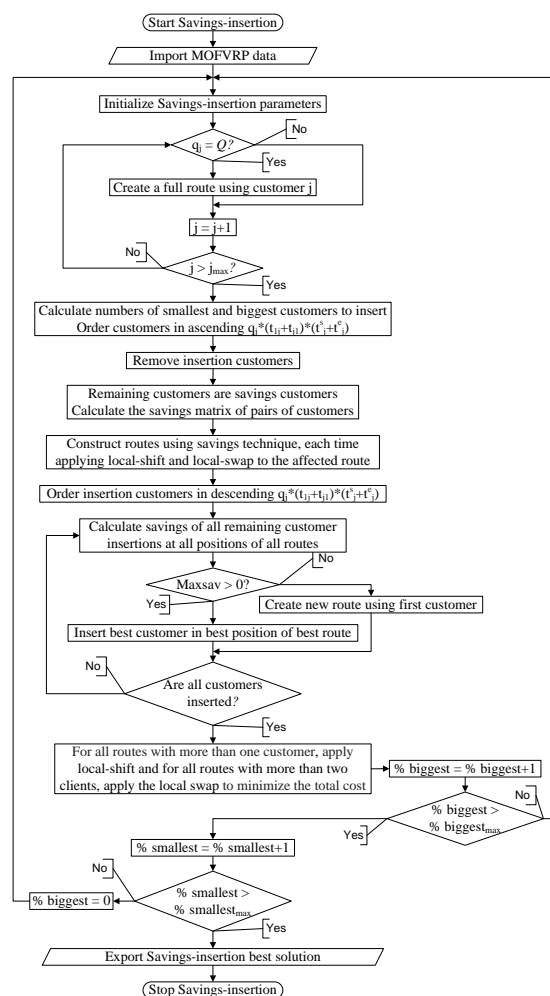 Start Savings-insertion
Import MOFVRP data
Initialize Savings-insertion parameters
No
qj = Q?
Yes
Create a full route using customer j
j = j+1
No
j > jmax?
Yes
Calculate numbers of smallest and biggest customers to insert
Order customers in ascending qj*(t1j+tj1)*(tsj+tej)
Remove insertion customers
Remaining customers are savings customers
Calculate the savings matrix of pairs of customers
Construct routes using savings technique, each time
applying local-shift and local-swap to the affected route
Order insertion customers in descending qj*(t1j+tj1)*(tsj+tej)
Calculate savings of all remaining customer
insertions at all positions of all routes
No
Maxsav > 0?
Yes
Create new route using first customer
Insert best customer in best position of best route
No
Are all customers
inserted?
Yes
For all routes with more than one customer, apply
local-shift and for all routes with more than two
clients, apply the local swap to minimize the total cost
% biggest = % biggest+1
No
% biggest >
% biggestmax
Yes
% smallest = % smallest+1
No
% smallest >
% smallestmax
% biggest = 0
Yes
Export Savings-insertion best solution
Stop Savings-insertion